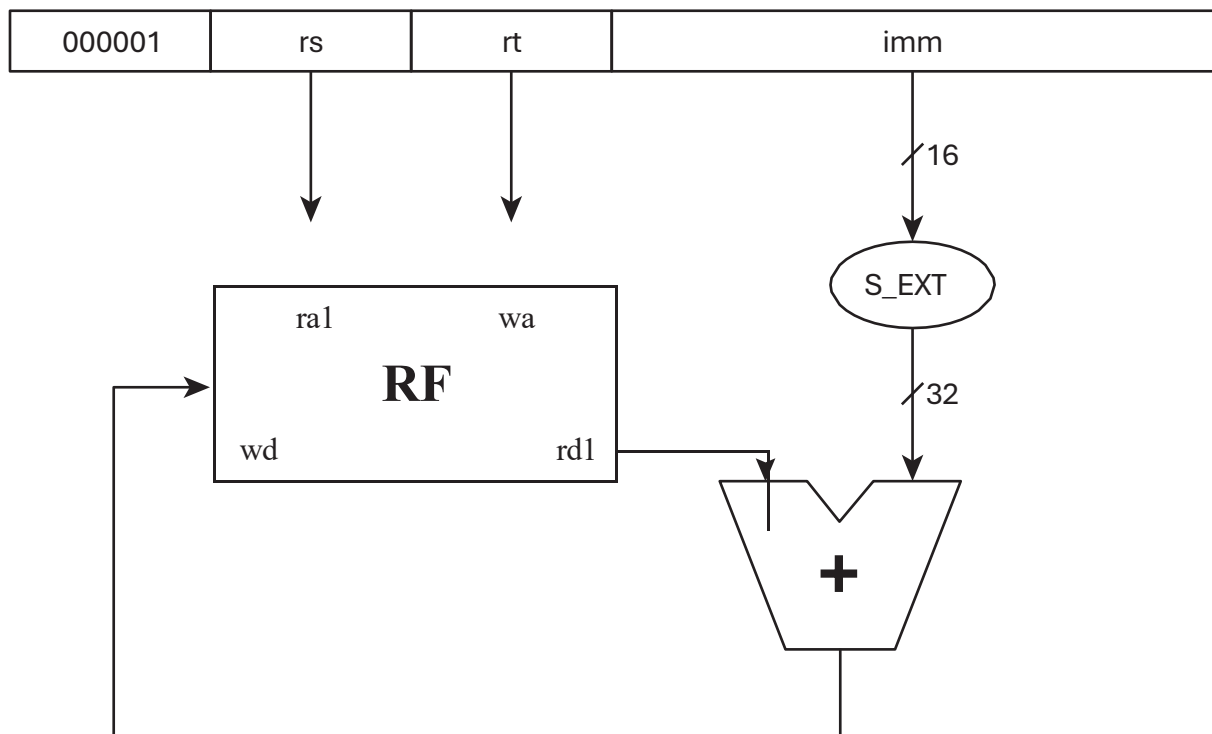 000001 rs rt imm
16
S_EXT
ra1 wa
RF
32
wd rd1
+